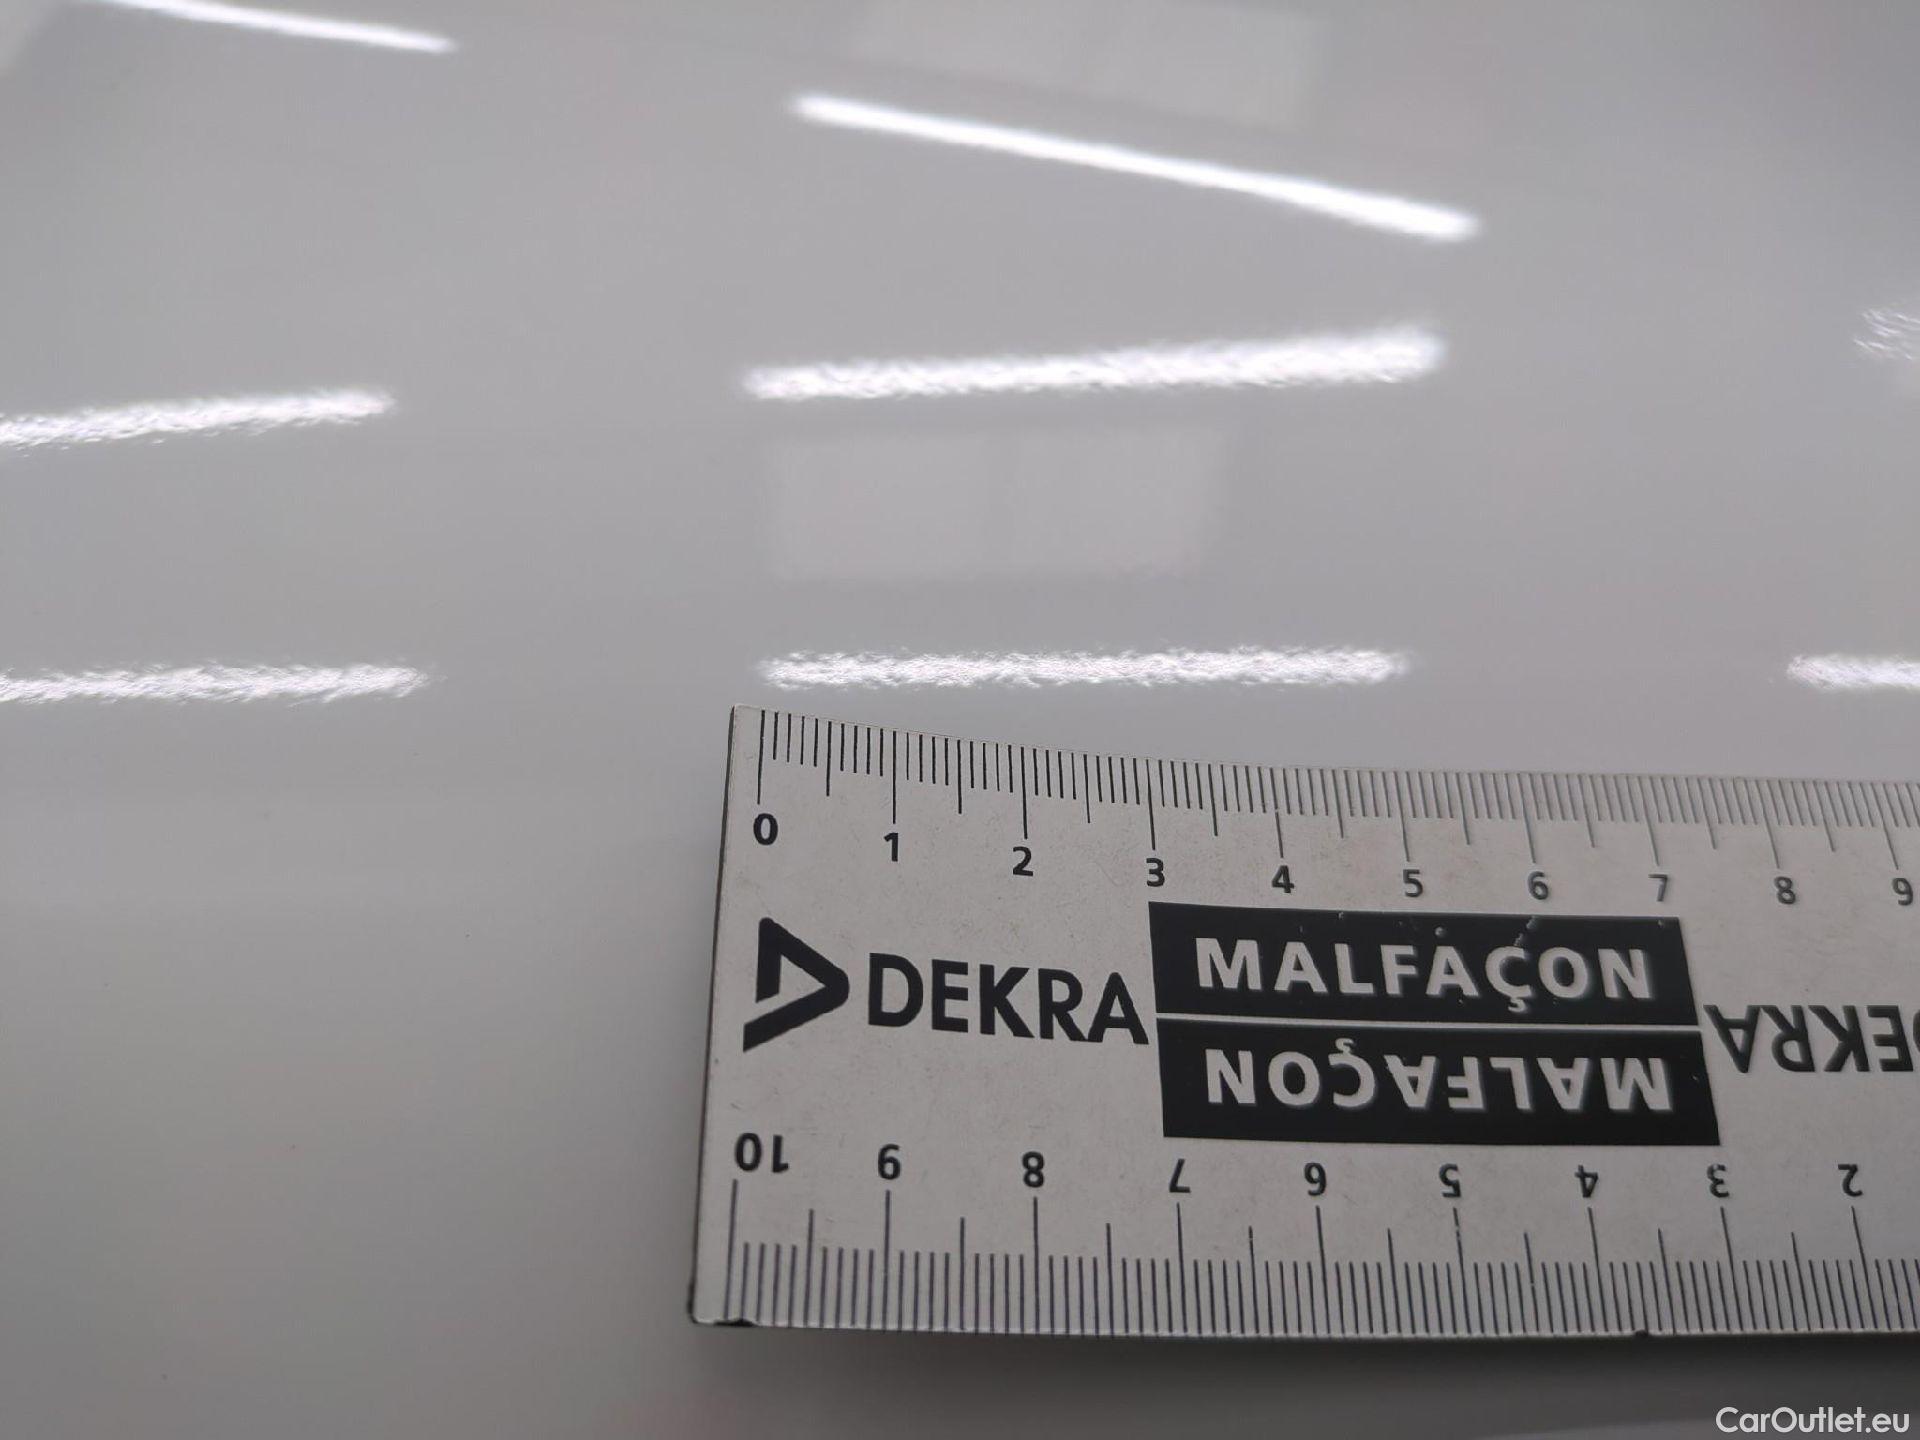 0 1 2 3 4 5 6 7 8 9
DEKRA MALFAÇON DEKRA
MALFAÇON
10 9 8 7 6 5 4 3 2
CarOutlet.eu